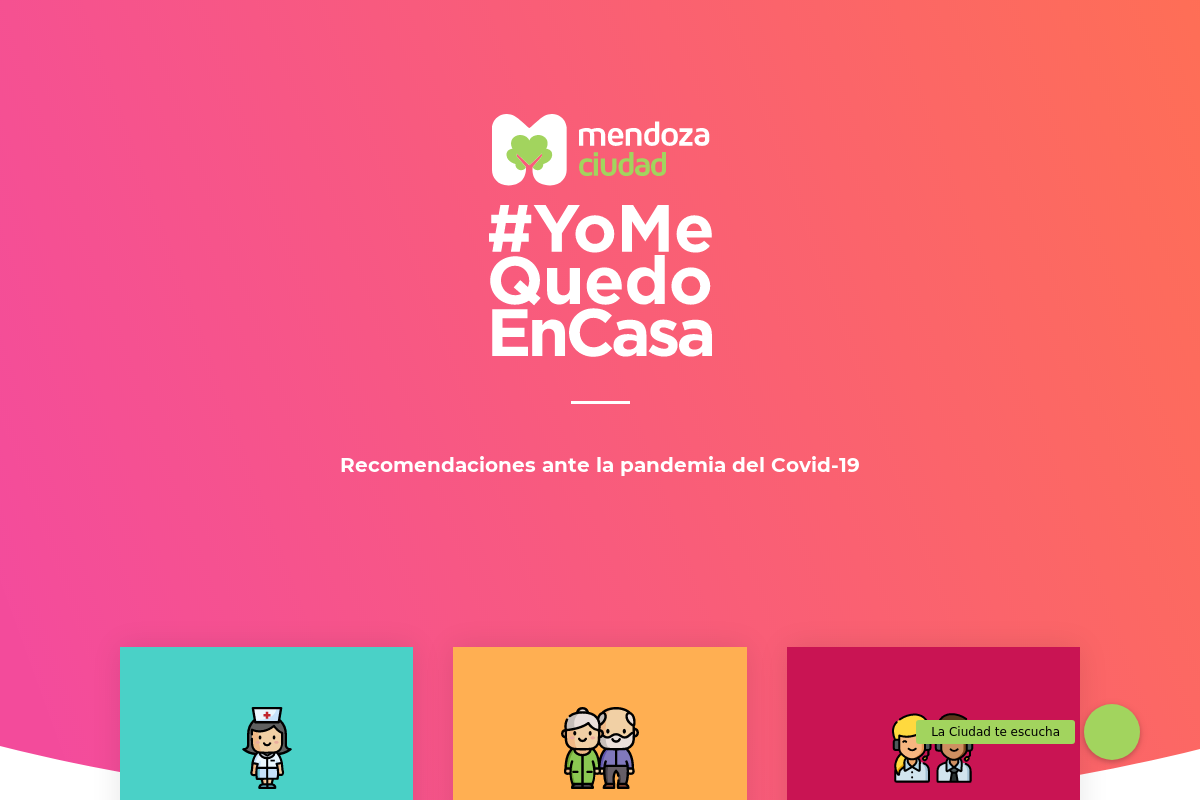 mendoza
ciudad
#YoMe
Quedo
EnCasa
Recomendaciones ante la pandemia del Covid-19
La Ciudad te escucha